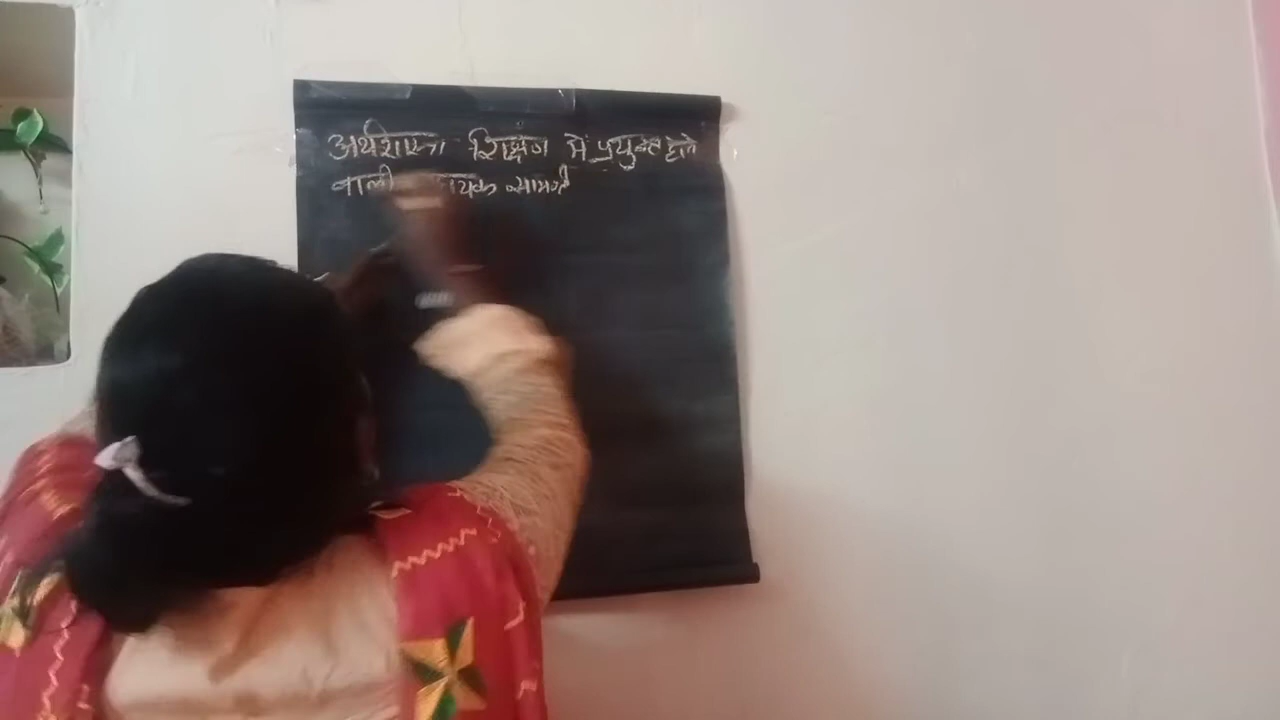 अर्थशास्त्र शिक्षण में प्रयुक्त होने
वाली सामग्री